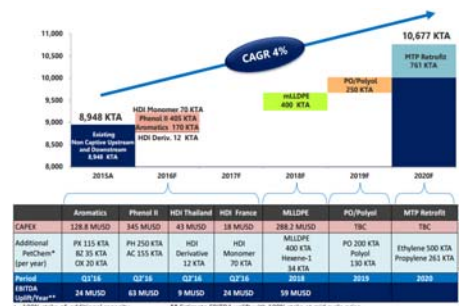 10,677 KTA
11,000
10,500
10,000
9,500
9,000
8,500
8,000
CAGR 4%
MTP Retrofit
761 KTA
PO/Polyol
250 KTA
mLLDPE
400 KTA
8,948 KTA
HDI Monomer 70 KTA
Phenol II 405 KTA
Aromatics 170 KTA
HDI Deriv. 12 KTA
Existing
Non Captive Upstream
and Downstream
8,948 KTA
2015A 2016F 2017F 2018F 2019F 2020F
Aromatics Phenol II HDI Thailand HDI France MLLDPE PO/Polyol MTP Retrofit
CAPEX 128.8 MUSD 345 MUSD 43 MUSD 18 MUSD 288.2 MUSD TBC TBC
Additional PetChem* (per year)
PX 115 KTA
BZ 35 KTA
OX 20 KTA
PH 250 KTA
AC 155 KTA
HDI
Derivative
12 KTA
HDI
Monomer
70 KTA
MLLDPE
400 KTA
Hexene-1
34 KTA
PO 200 KTA
Polyol
130 KTA
Ethylene 500 KTA
Propylene 261 KTA
Period Q1'16 Q2'16 Q2'16 Q2'16 2018 2019 2020
EBITDA
Uplift/Year** 24 MUSD 63 MUSD 9 MUSD 24 MUSD 59 MUSD